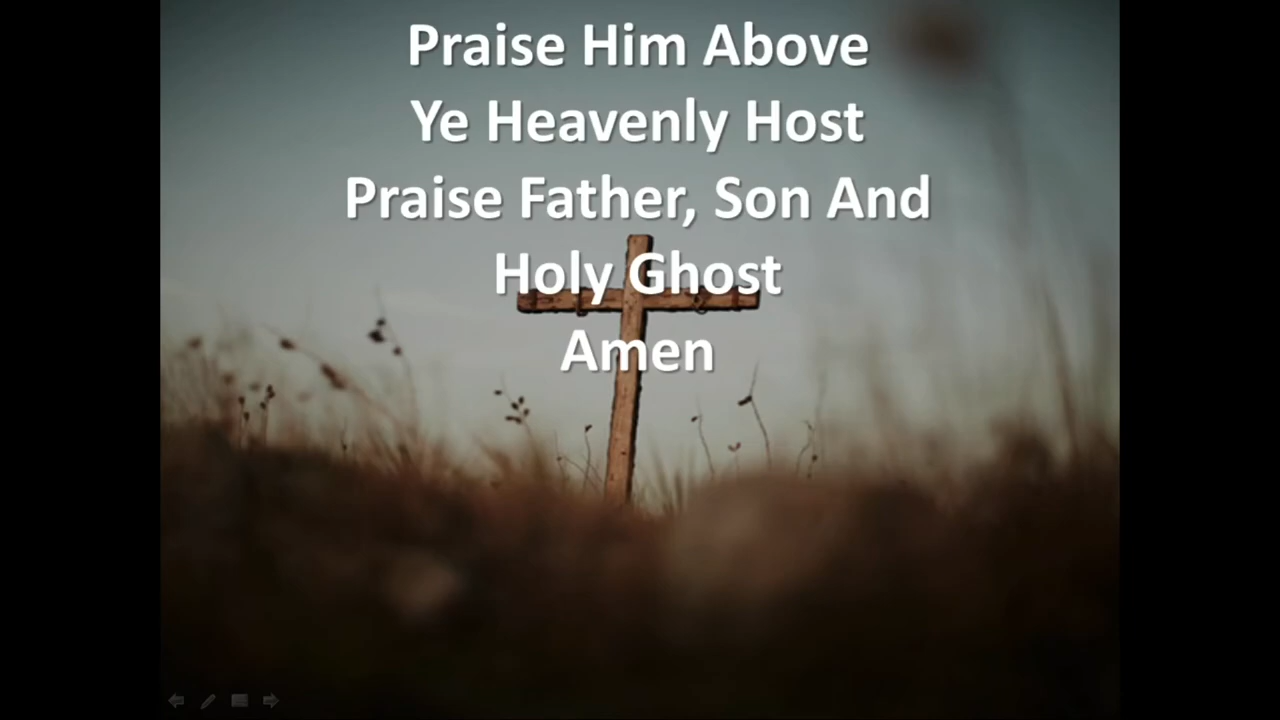 Praise Him Above
Ye Heavenly Host
Praise Father, Son And
Holy Ghost
Amen